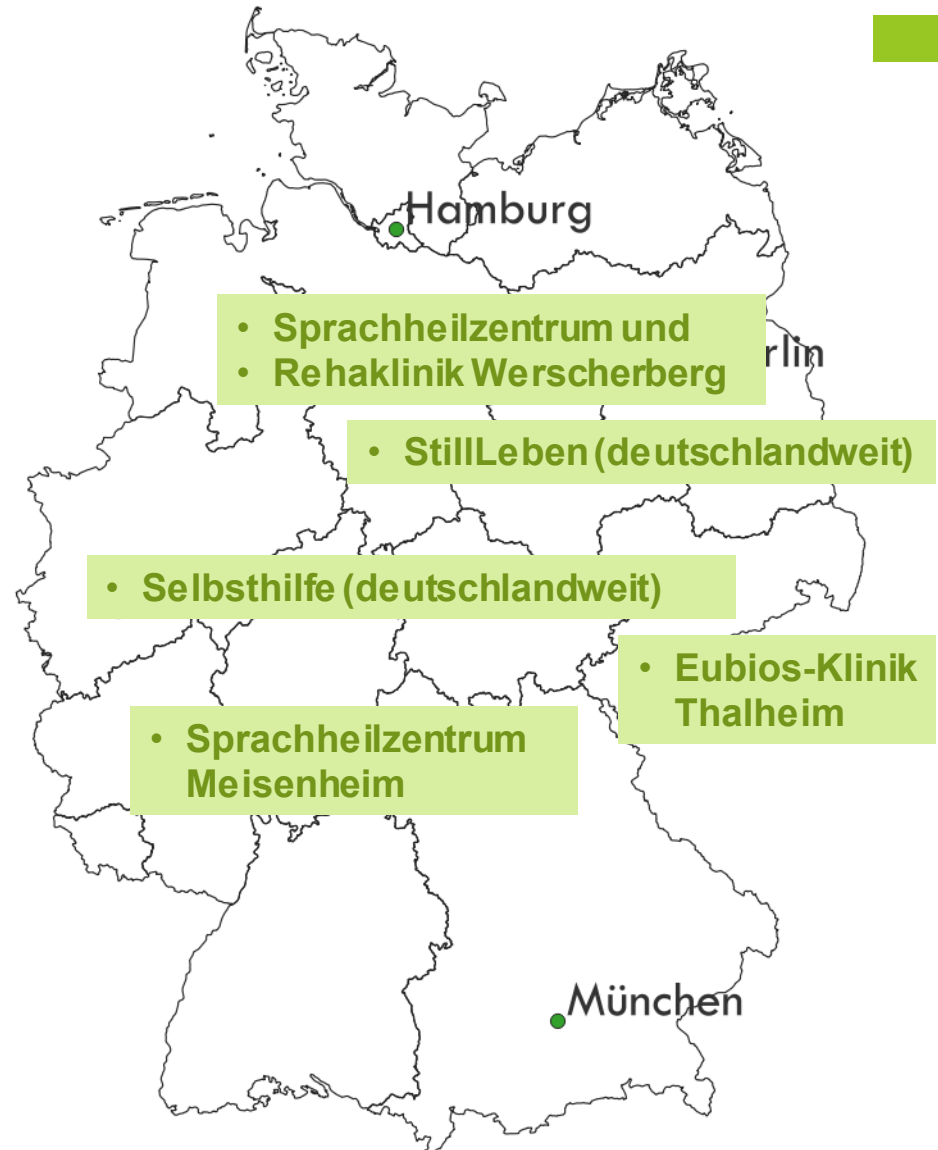 Hamburg
• Sprachheilzentrum und
• Rehaklinik Werscherberg
rlin
• StillLeben (deutschlandweit)
• Selbsthilfe (deutschlandweit)
• Eubios-Klinik
Thalheim
• Sprachheilzentrum
Meisenheim
München